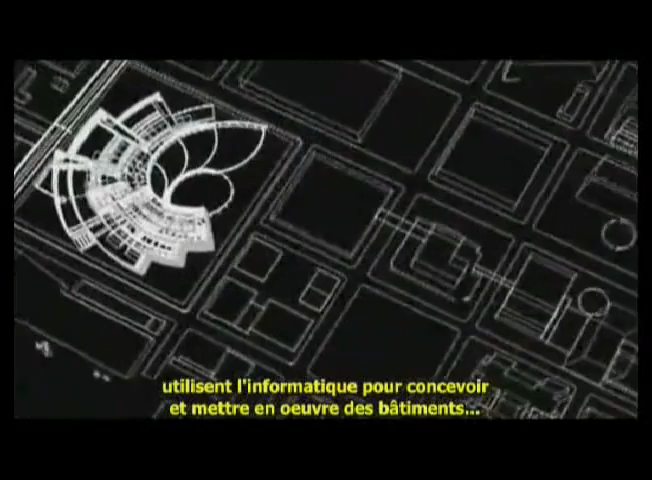 utilisent l'informatique pour concevoir
et mettre en oeuvre des bâtiments...